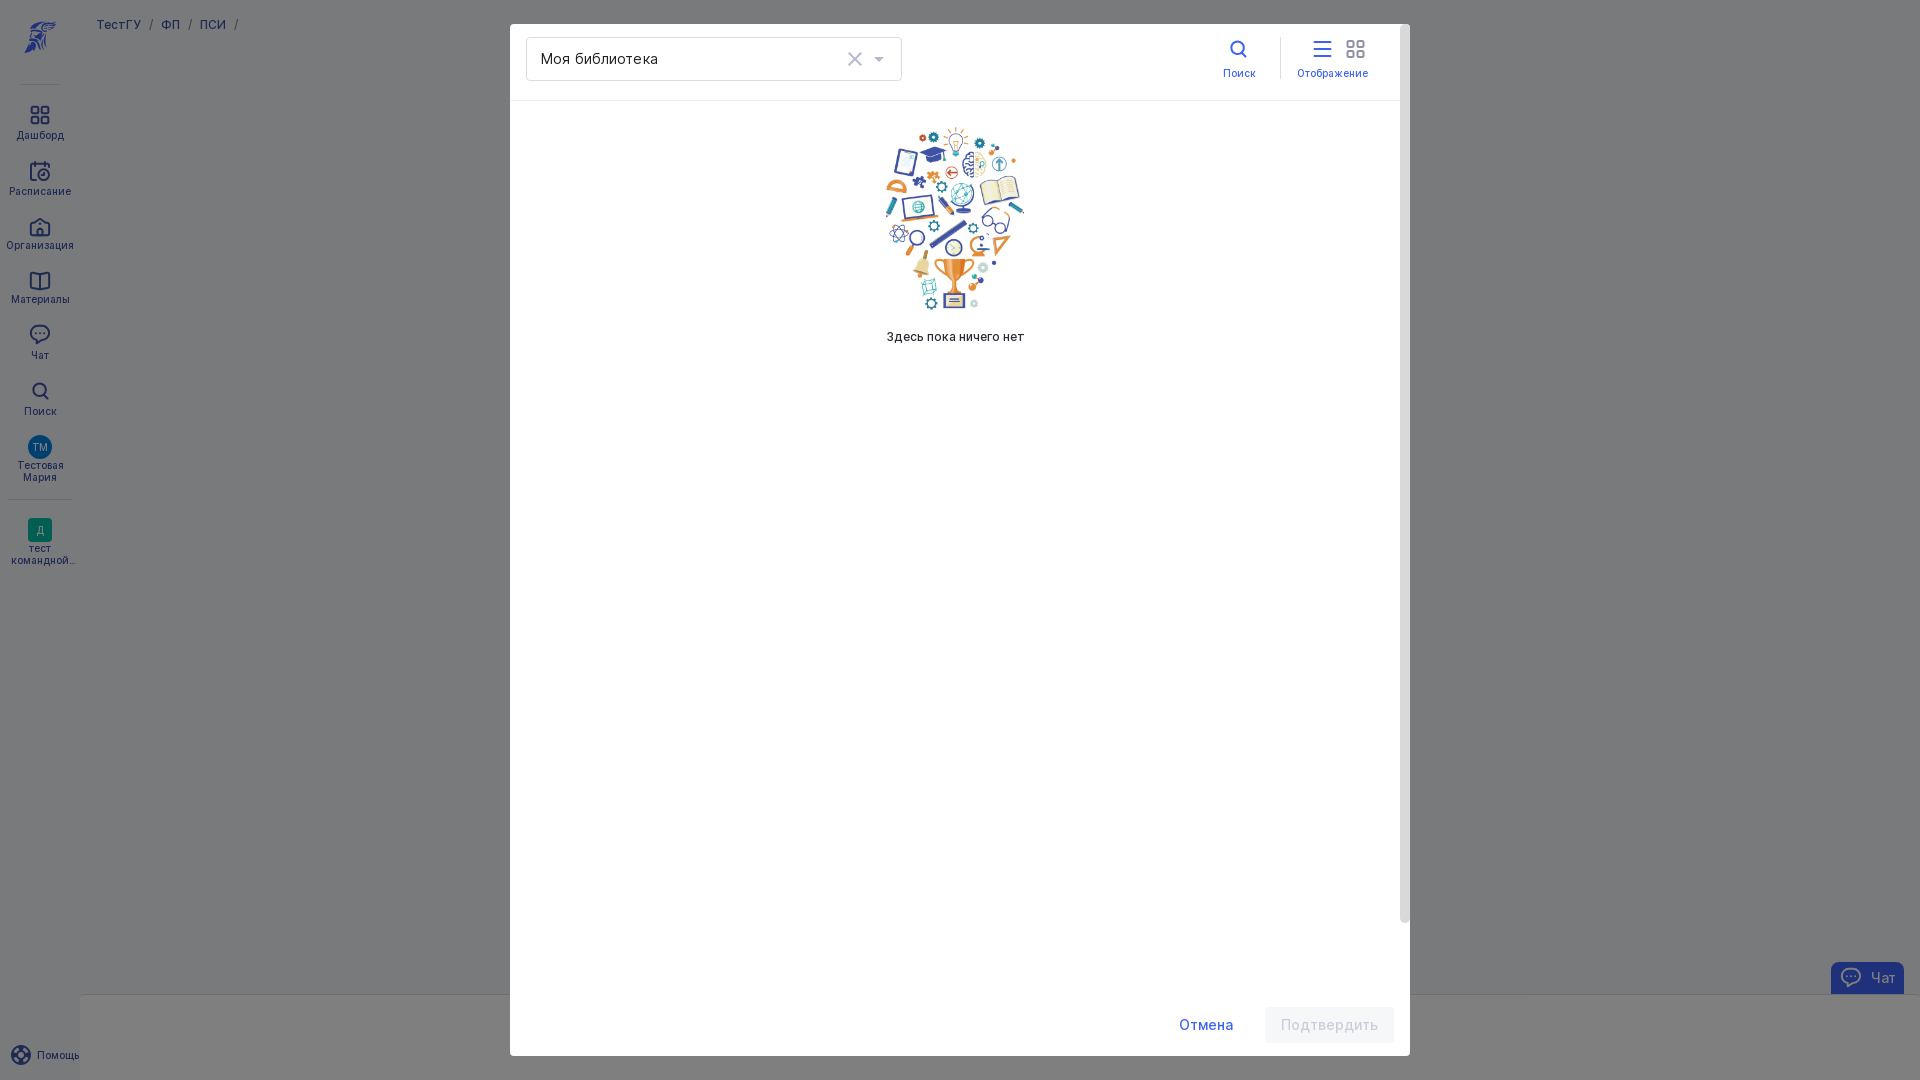 ТестГУ / ФП / ПСИ /
Дашборд
Расписание
Организация
Материалы
Чат
Поиск
ТМ
Тестовая
Мария
Д
тест
командной...
Помощь
Моя библиотека
Поиск
Отображение
Здесь пока ничего нет
Отмена
Подтвердить
Чат